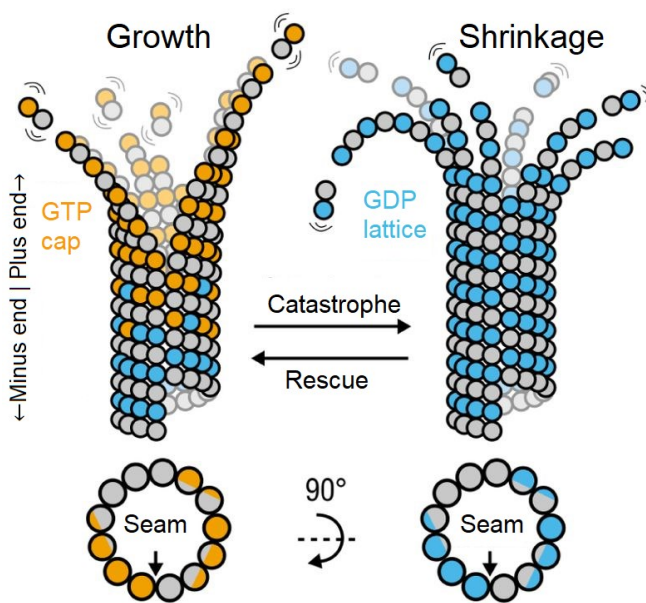 Growth
Shrinkage
GTP
cap
GDP
lattice
←Minus end | Plus end→
Catastrophe
Rescue
Seam
90°
Seam